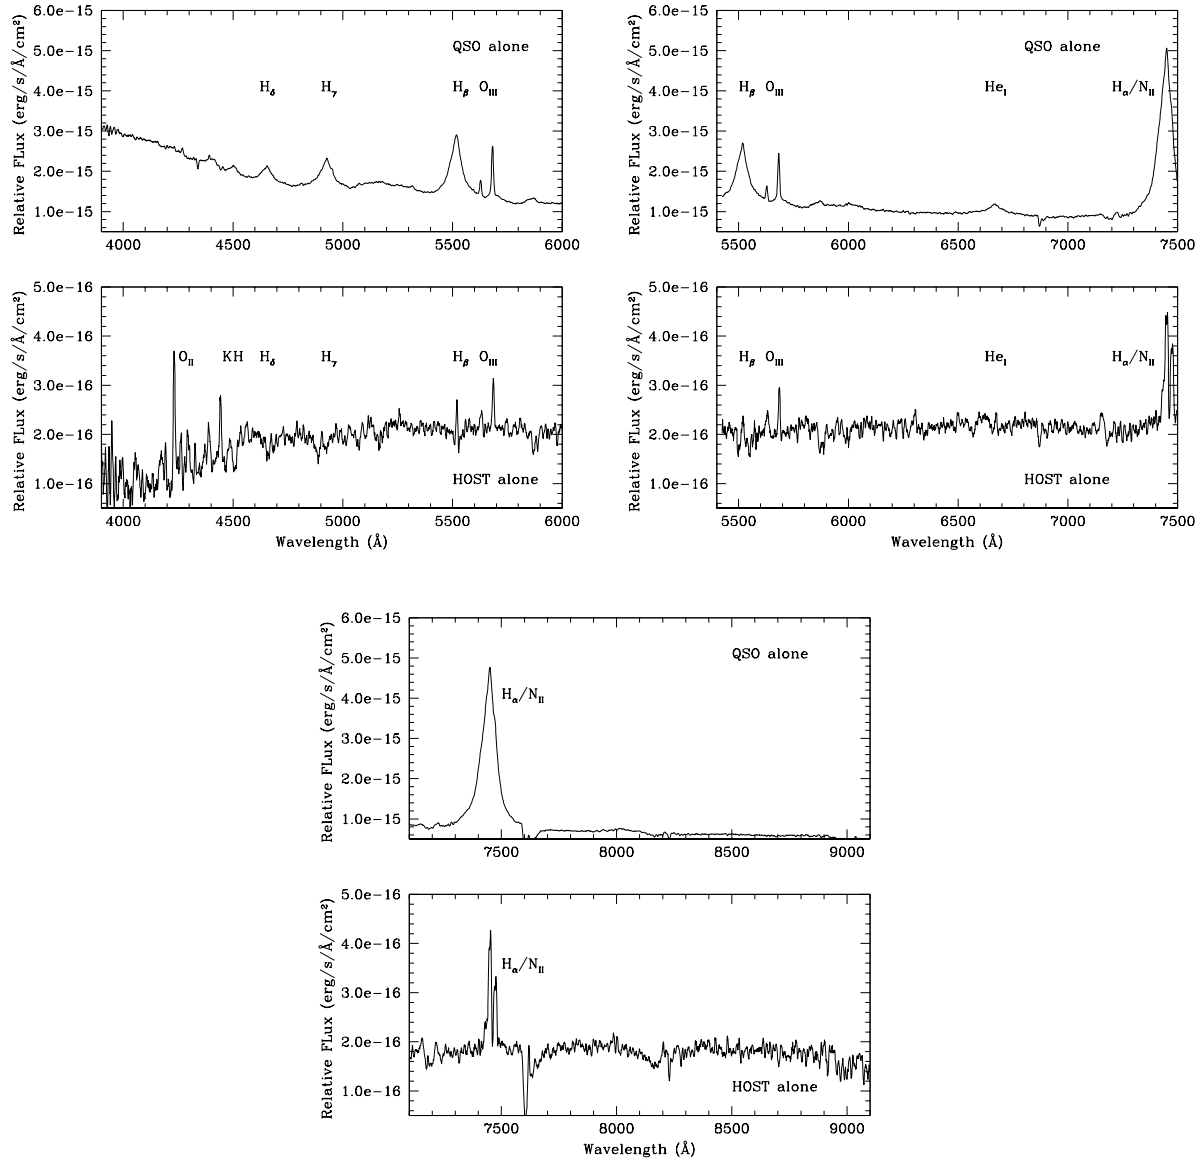 6.0e−15
5.0e−15
4.0e−15
3.0e−15
2.0e−15
1.0e−15
Relative FLux (erg/s/Å/cm²)
QSO alone
Hδ Hγ Hβ OIII
4000 4500 5000 5500 6000
6.0e−15
5.0e−15
4.0e−15
3.0e−15
2.0e−15
1.0e−15
Relative FLux (erg/s/Å/cm²)
QSO alone
Hβ OIII HeI Hα/NII
5500 6000 6500 7000 7500
5.0e−16
4.0e−16
3.0e−16
2.0e−16
1.0e−16
Relative FLux (erg/s/Å/cm²)
OII KH Hδ Hγ Hβ OIII
HOST alone
4000 4500 5000 5500 6000
Wavelength (Å)
5.0e−16
4.0e−16
3.0e−16
2.0e−16
1.0e−16
Relative FLux (erg/s/Å/cm²)
Hβ OIII HeI Hα/NII
HOST alone
5500 6000 6500 7000 7500
Wavelength (Å)
6.0e−15
5.0e−15
4.0e−15
3.0e−15
2.0e−15
1.0e−15
Relative FLux (erg/s/Å/cm²)
QSO alone
Hα/NII
7500 8000 8500 9000
5.0e−16
4.0e−16
3.0e−16
2.0e−16
1.0e−16
Relative FLux (erg/s/Å/cm²)
Hα/NII
HOST alone
7500 8000 8500 9000
Wavelength (Å)